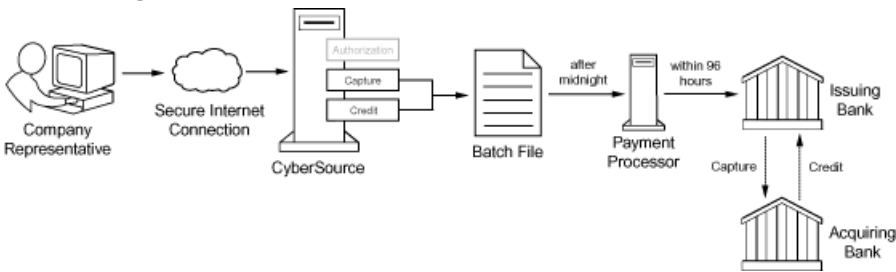 Authorization
Capture
Credit
after
midnight
within 96
hours
Issuing
Bank
Secure Internet
Connection
Company
Representative
CyberSource
Batch File
Payment
Processor
Capture
Credit
Acquiring
Bank